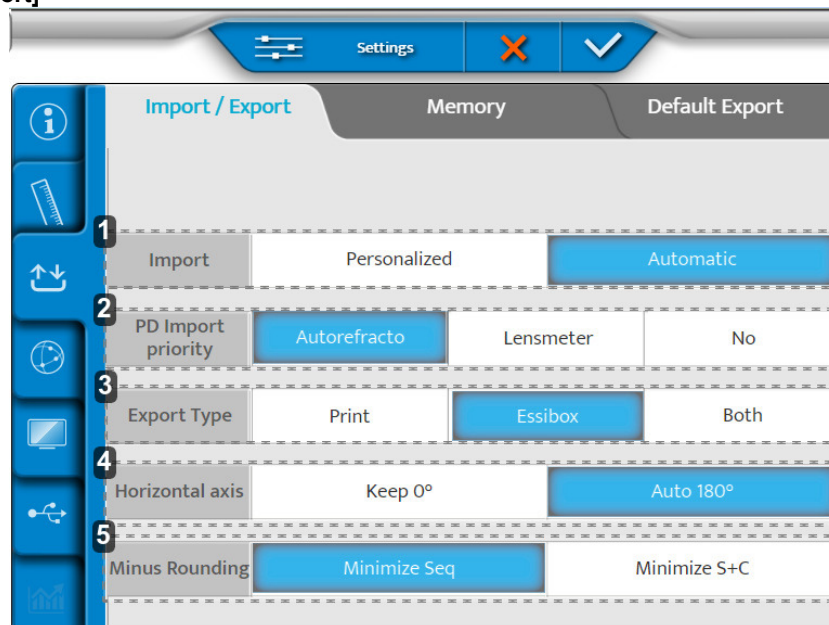 ort]
Settings
Import / Export Memory Default Export
1
Import Personalized Automatic
2
PD Import
priority Autorefracto Lensmeter No
3
Export Type Print Essibox Both
4
Horizontal axis Keep 0° Auto 180°
5
Minus Rounding Minimize Seq Minimize S+C